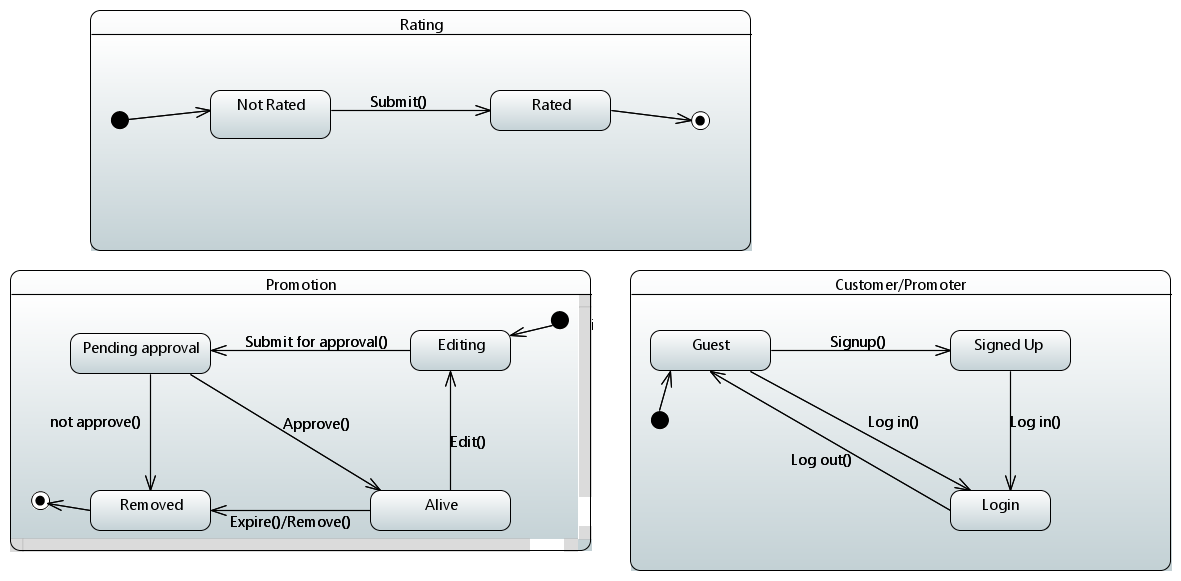 Rating
Not Rated
Submit()
Rated
Promotion
Pending approval
Submit for approval()
Editing
not approve()
Approve()
Edit()
Removed
Expire()/Remove()
Alive
Customer/Promoter
Guest
Signup()
Signed Up
Log in()
Log in()
Log out()
Login